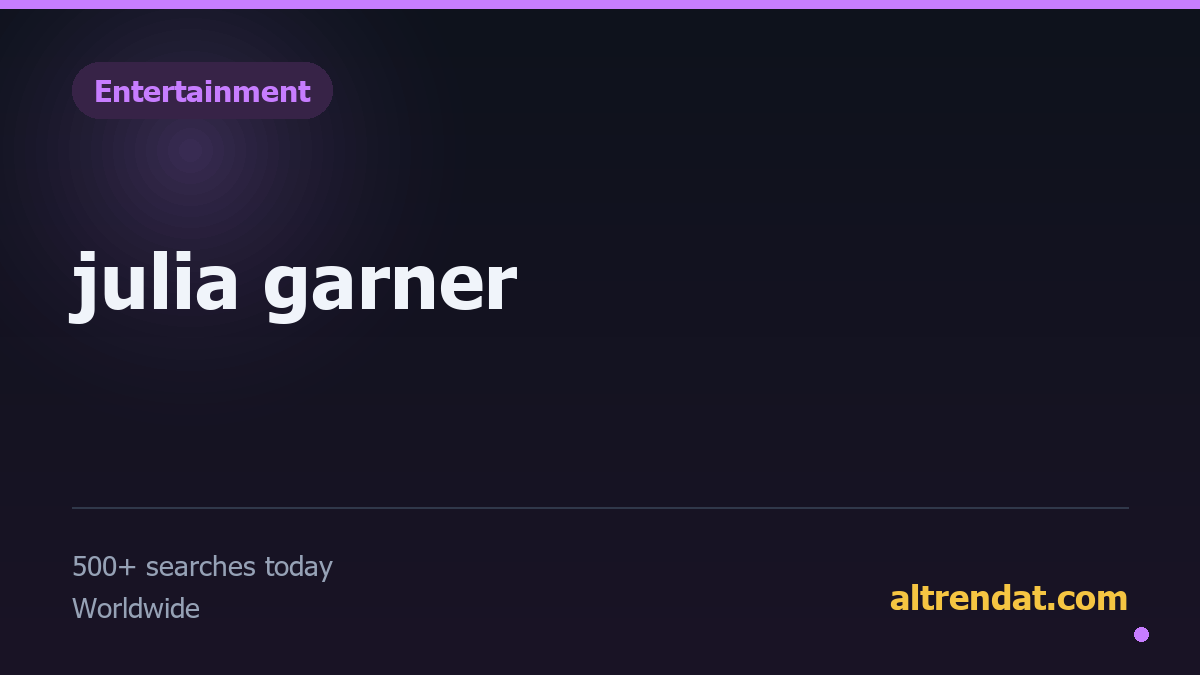 Entertainment
julia garner
500+ searches today
Worldwide
altrendat.com